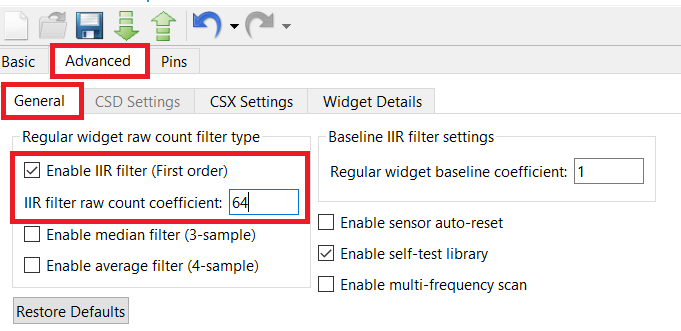 Basic Advanced Pins
General CSD Settings CSX Settings Widget Details
Regular widget raw count filter type
Enable IIR filter (First order)
IIR filter raw count coefficient: 64
Enable median filter (3-sample)
Enable average filter (4-sample)
Baseline IIR filter settings
Regular widget baseline coefficient: 1
Enable sensor auto-reset
Enable self-test library
Enable multi-frequency scan
Restore Defaults